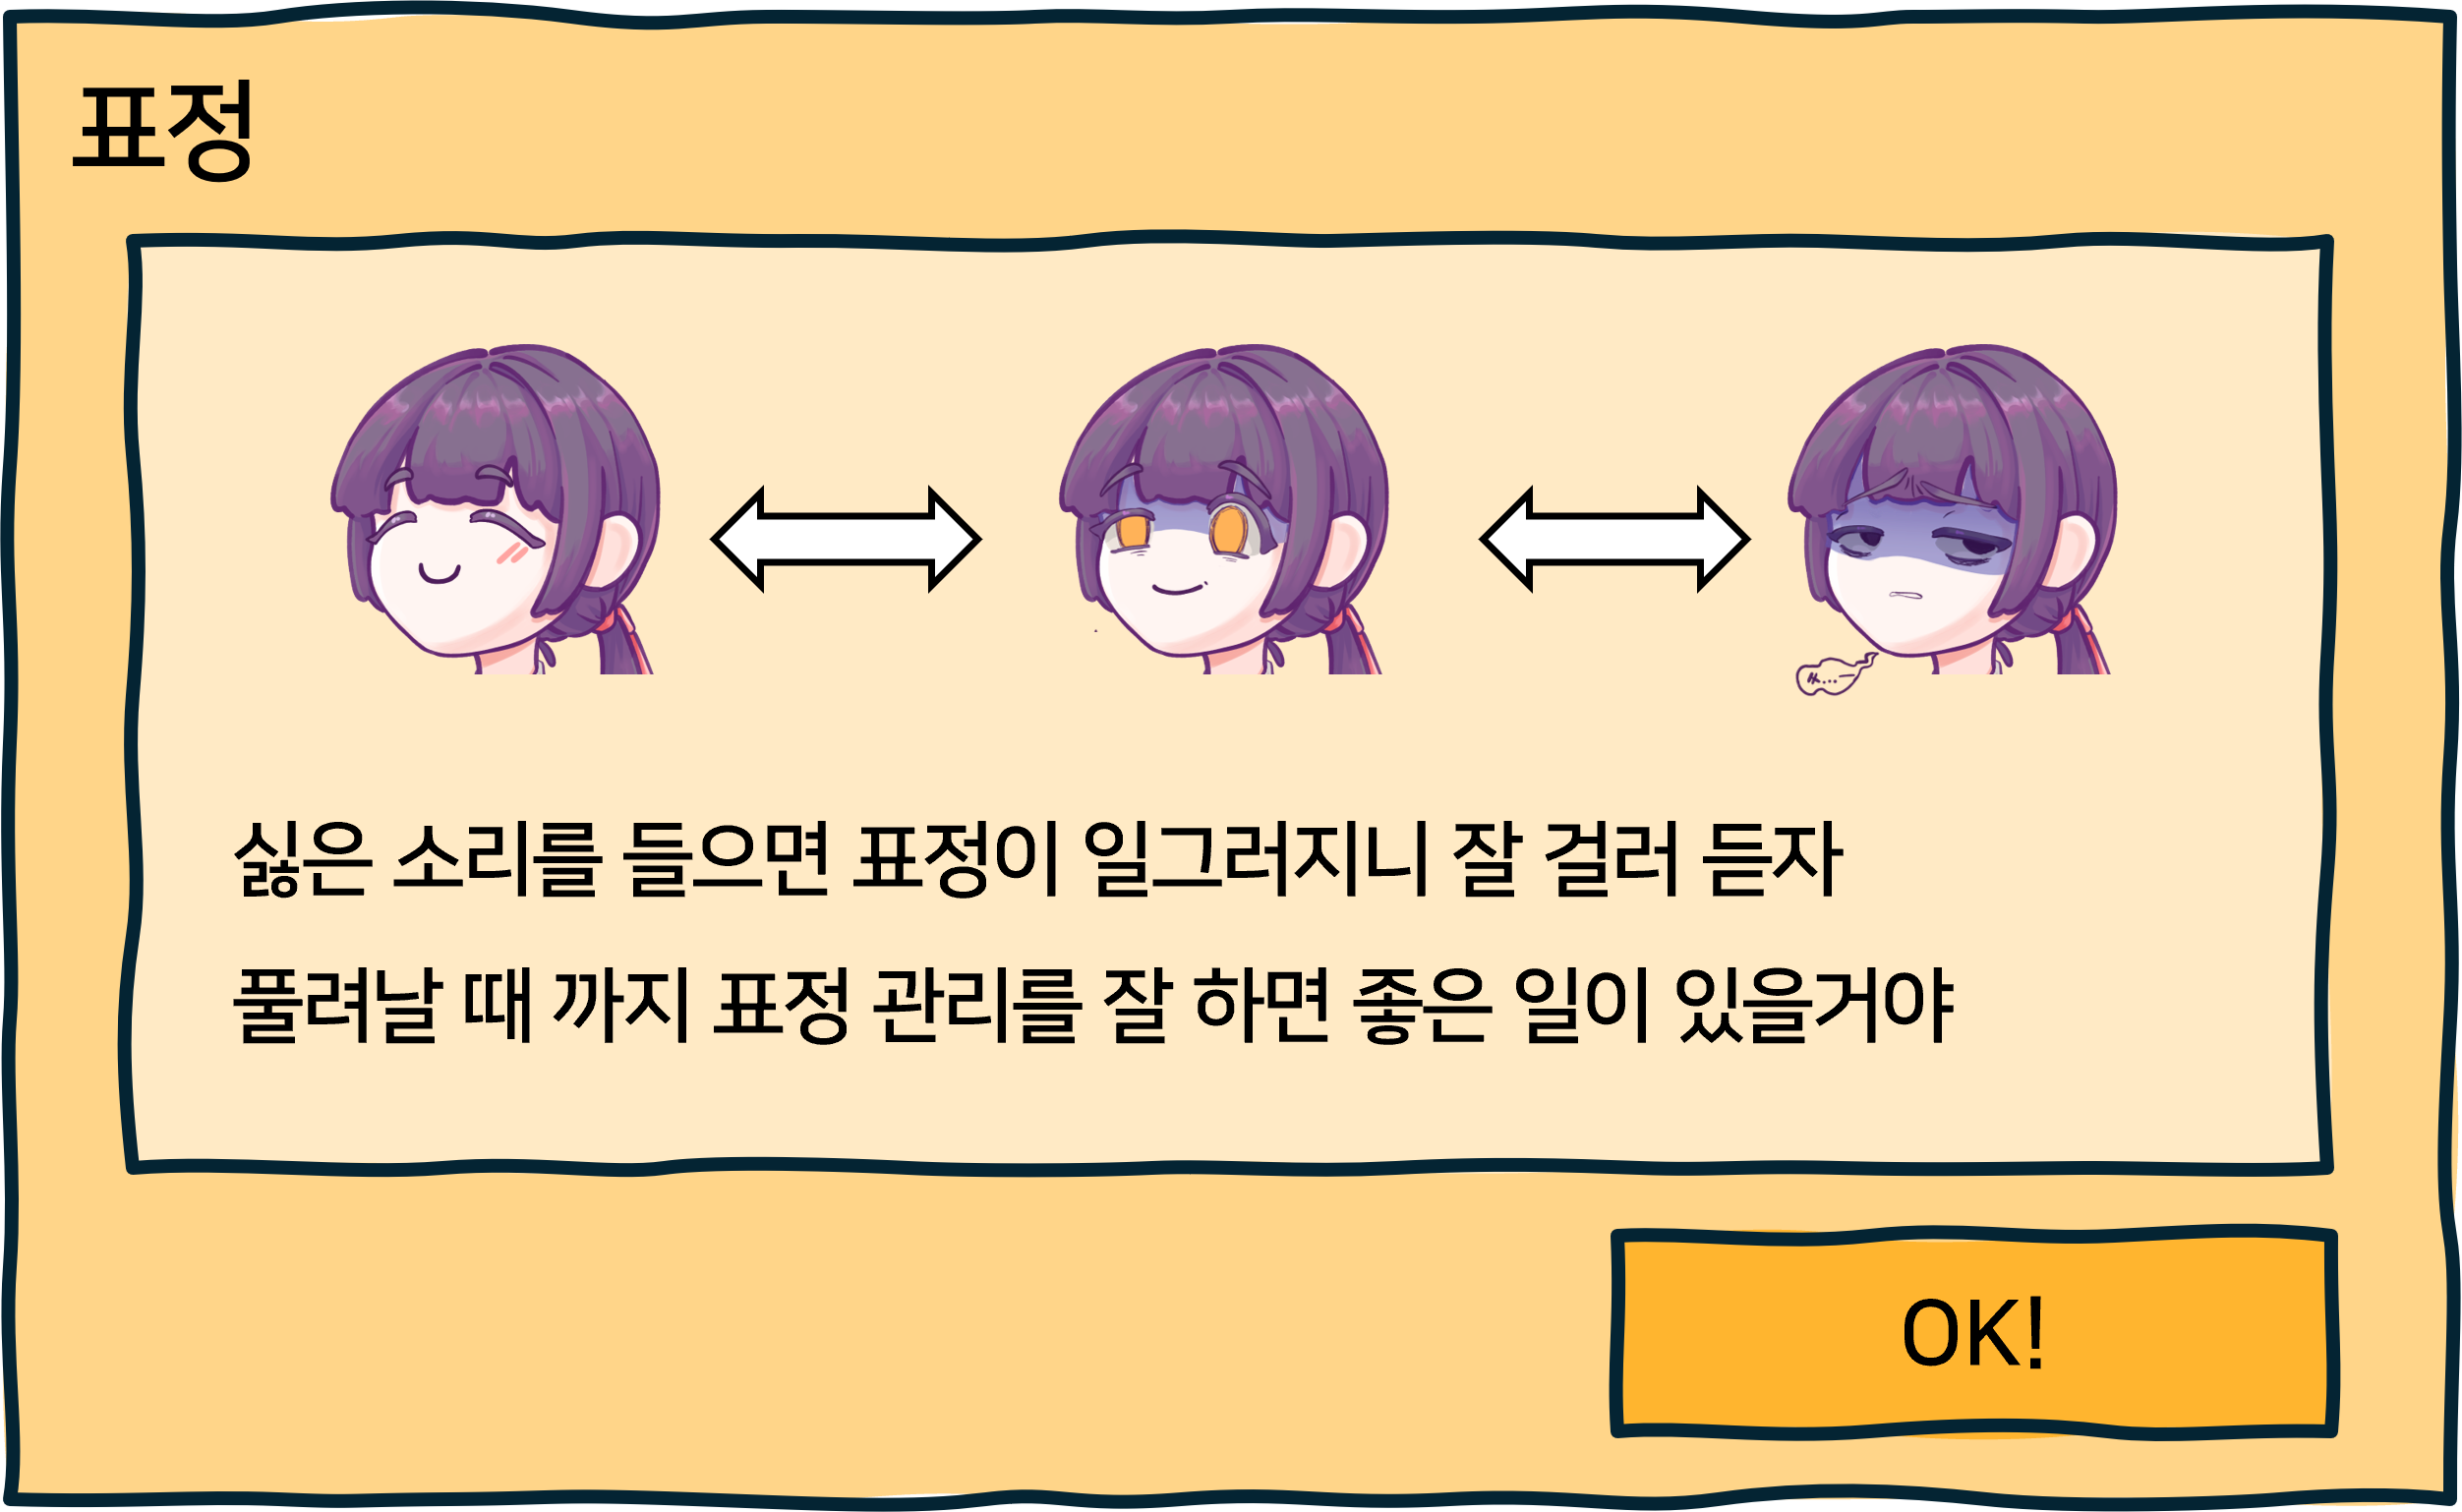 표정
싫은 소리를 들으면 표정이 일그러지니 잘 걸러 듣자
풀려날 때 까지 표정 관리를 잘 하면 좋은 일이 있을거야
OK!